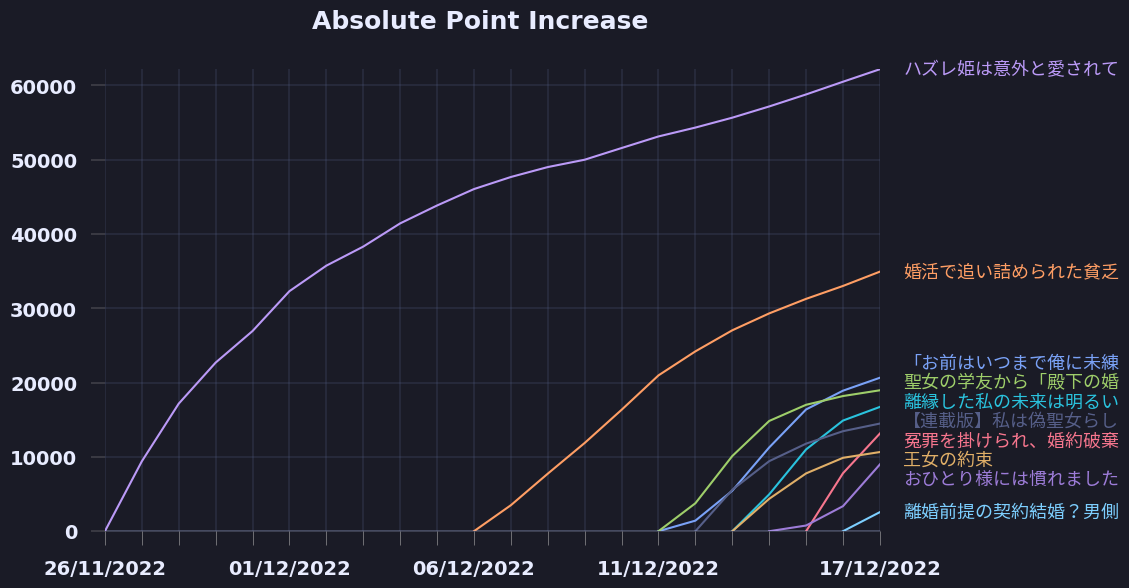 Absolute Point Increase
60000
50000
40000
30000
20000
10000
0
26/11/2022
01/12/2022
06/12/2022
11/12/2022
17/12/2022
ハズレ姫は意外と愛されて
婚活で追い詰められた貧乏
「お前はいつまで俺に未練
聖女の学友から「殿下の婚
離縁した私の未来は明るい
【連載版】私は偽聖女らし
冤罪を掛けられ、婚約破棄
王女の約束
おひとり様には慣れました
離婚前提の契約結婚？男側